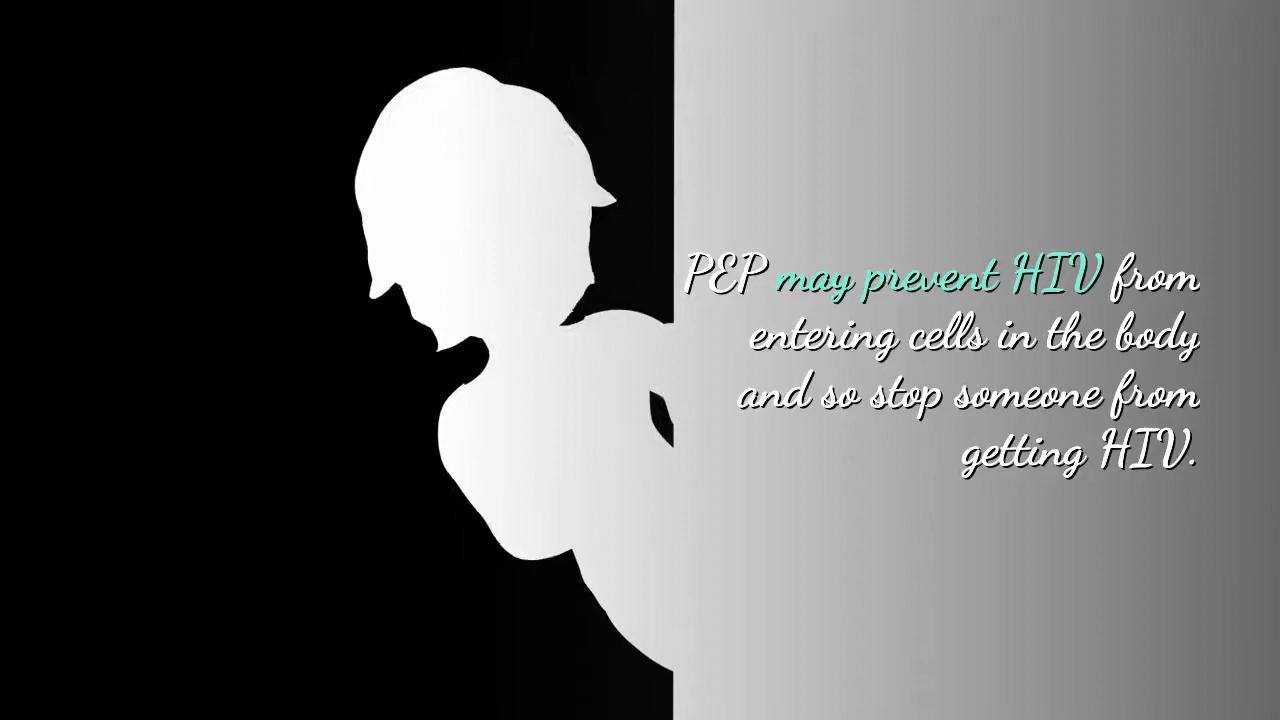 PEP may prevent HIV from
entering cells in the body
and so stop someone from
getting HIV.